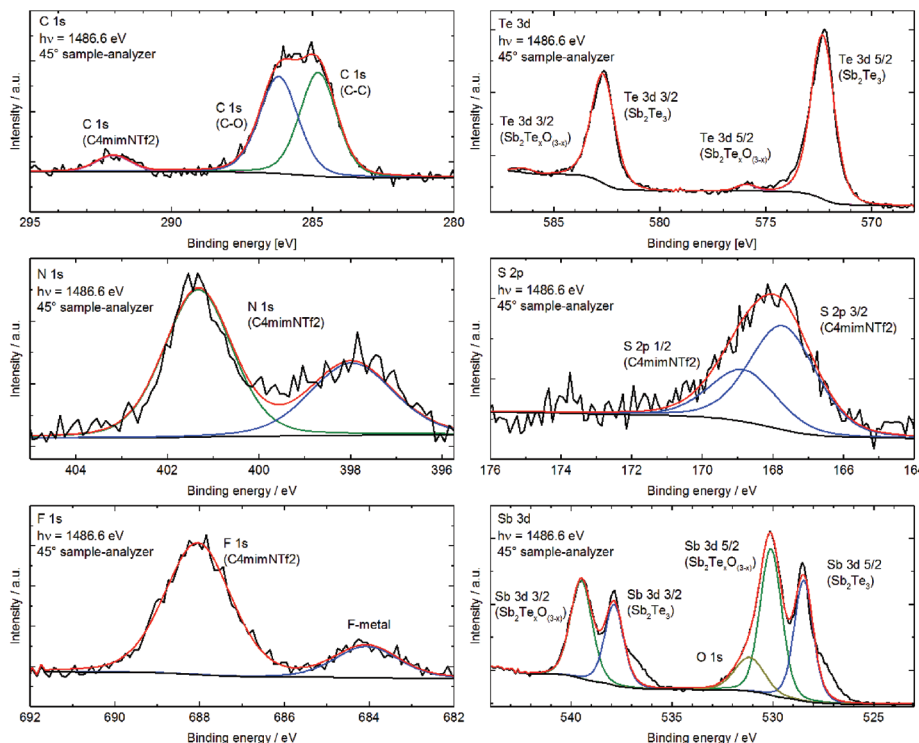 C 1s
hν = 1486.6 eV
45° sample-analyzer
C 1s
(C4mimNTf2)
C 1s
(C-O)
C 1s
(C-C)
Intensity / a.u.
295 290 285 280
Binding energy [eV]
Te 3d
hν = 1486.6 eV
45° sample-analyzer
Te 3d 3/2
(Sb₂TeₓO₍₃₋ₓ₎)
Te 3d 3/2
(Sb₂Te₃)
Te 3d 5/2
(Sb₂TeₓO₍₃₋ₓ₎)
Te 3d 5/2
(Sb₂Te₃)
Intensity / a.u.
585 580 575 570
Binding energy [eV]
N 1s
hν = 1486.6 eV
45° sample-analyzer
N 1s
(C4mimNTf2)
Intensity / a.u.
404 402 400 398 396
Binding energy / eV
S 2p
hν = 1486.6 eV
45° sample-analyzer
S 2p 1/2
(C4mimNTf2)
S 2p 3/2
(C4mimNTf2)
Intensity / a.u.
176 174 172 170 168 166 164
Binding energy / eV
F 1s
hν = 1486.6 eV
45° sample-analyzer
F 1s
(C4mimNTf2)
F-metal
Intensity / a.u.
692 690 688 686 684 682
Binding energy / eV
Sb 3d
hν = 1486.6 eV
45° sample-analyzer
Sb 3d 3/2
(Sb₂TeₓO₍₃₋ₓ₎)
Sb 3d 3/2
(Sb₂Te₃)
Sb 3d 5/2
(Sb₂TeₓO₍₃₋ₓ₎)
O 1s
Sb 3d 5/2
(Sb₂Te₃)
Intensity / a.u.
540 535 530 525
Binding energy / eV